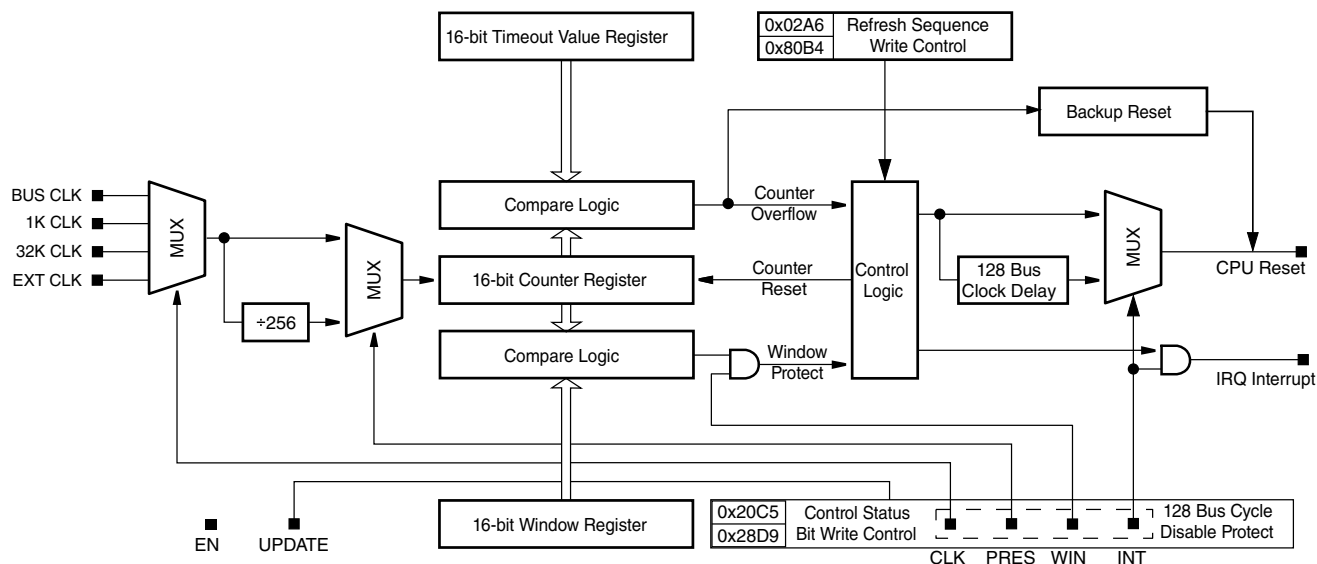 16-bit Timeout Value Register
0x02A6
0x80B4
Refresh Sequence
Write Control
Backup Reset
BUS CLK
1K CLK
32K CLK
EXT CLK
MUX
÷256
MUX
Compare Logic
16-bit Counter Register
Compare Logic
16-bit Window Register
Counter
Overflow
Counter
Reset
Window
Protect
Control
Logic
128 Bus
Clock Delay
MUX
CPU Reset
IRQ Interrupt
EN
UPDATE
0x20C5
0x28D9
Control Status
Bit Write Control
128 Bus Cycle
Disable Protect
CLK
PRES
WIN
INT